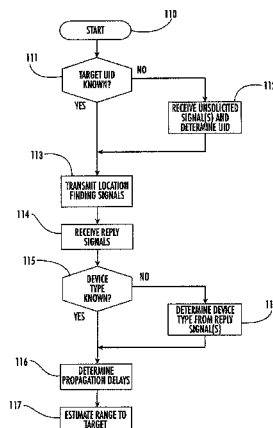 START
110
111
TARGET UID
KNOWN?
NO
YES
RECEIVE UNSOLICITED
SIGNAL(S) AND
DETERMINE UID
113
TRANSMIT LOCATION
FINDING SIGNALS
114
RECEIVE REPLY
SIGNALS
115
DEVICE
TYPE
KNOWN?
NO
YES
DETERMINE DEVICE
TYPE FROM REPLY
SIGNAL(S)
116
DETERMINE
PROPAGATION DELAYS
117
ESTIMATE RANGE TO
TARGET